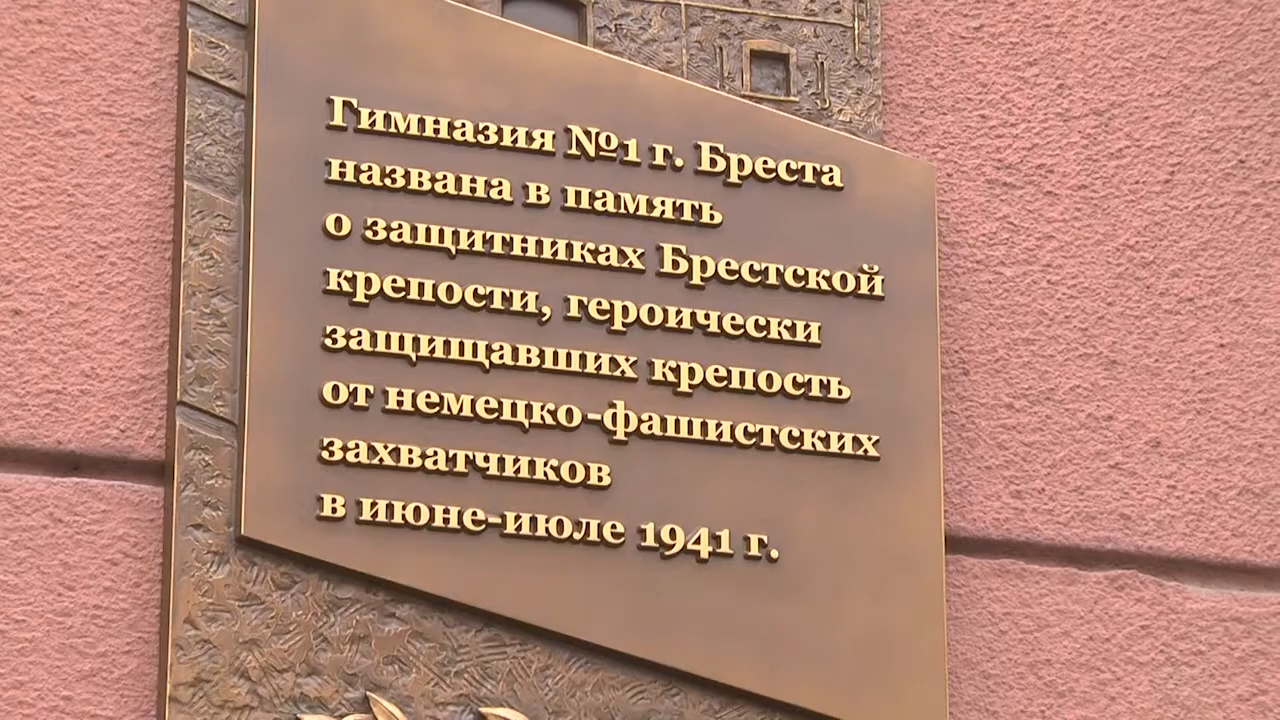 Гимназия №1 г. Бреста
названа в память
о защитниках Брестской
крепости, героически
защищавших крепость
от немецко-фашистских
захватчиков
в июне-июле 1941 г.